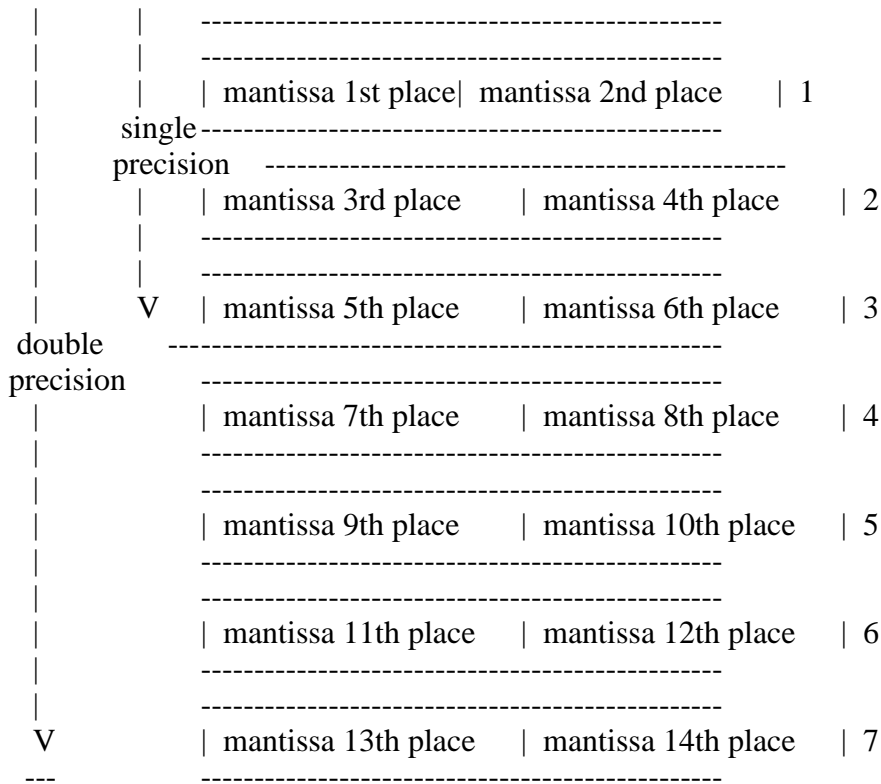 |      |      -------------------------------------------------
|      |      -------------------------------------------------
|      |      | mantissa 1st place| mantissa 2nd place | 1
|      single -------------------------------------------------
|      precision -------------------------------------------------
|      |      | mantissa 3rd place | mantissa 4th place | 2
|      |      -------------------------------------------------
|      |      -------------------------------------------------
|      V      | mantissa 5th place | mantissa 6th place | 3
double -----------------------------------------------------
precision -------------------------------------------------
|      | mantissa 7th place | mantissa 8th place | 4
|      -------------------------------------------------
|      -------------------------------------------------
|      | mantissa 9th place | mantissa 10th place | 5
|      -------------------------------------------------
|      -------------------------------------------------
|      | mantissa 11th place | mantissa 12th place | 6
|      -------------------------------------------------
|      -------------------------------------------------
V      | mantissa 13th place | mantissa 14th place | 7
---    -------------------------------------------------